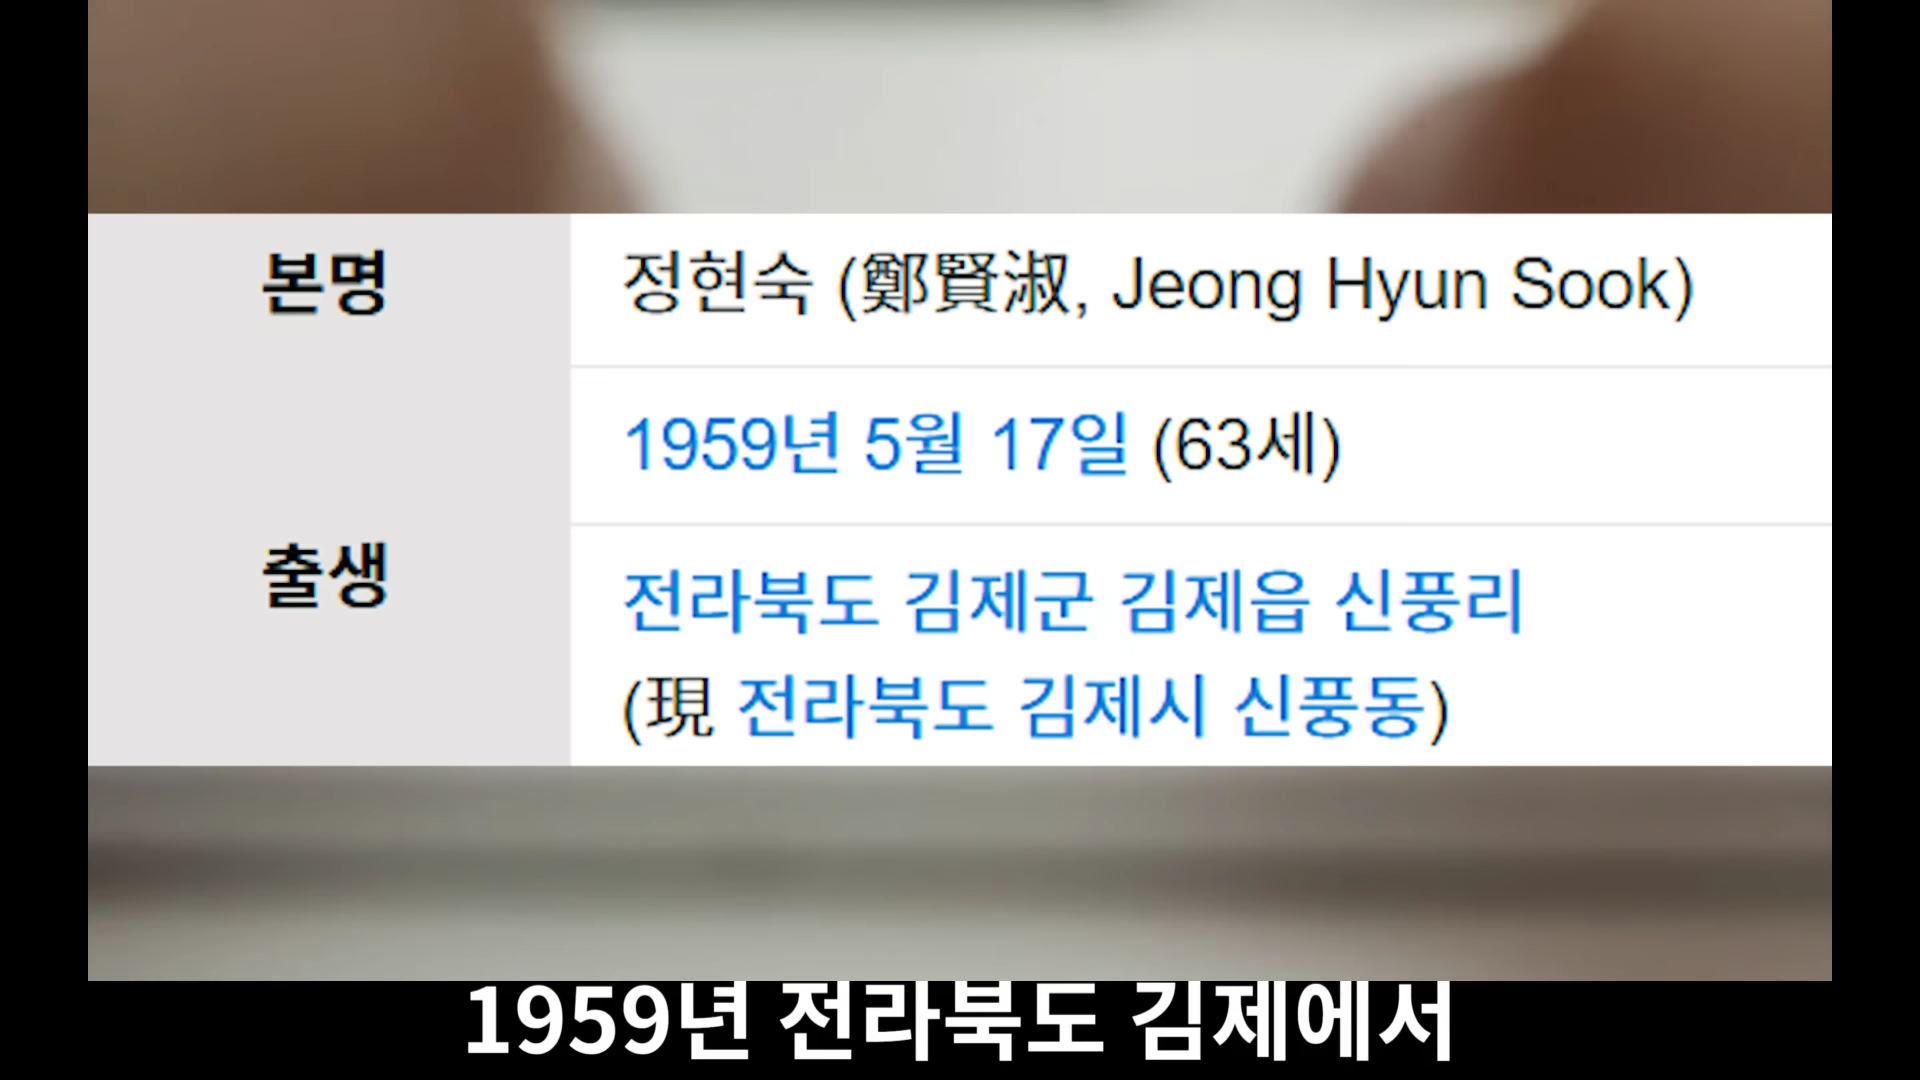 본명
정현숙 (鄭賢淑, Jeong Hyun Sook)
출생
1959년 5월 17일 (63세)
전라북도 김제군 김제읍 신풍리
(現 전라북도 김제시 신풍동)
1959년 전라북도 김제에서